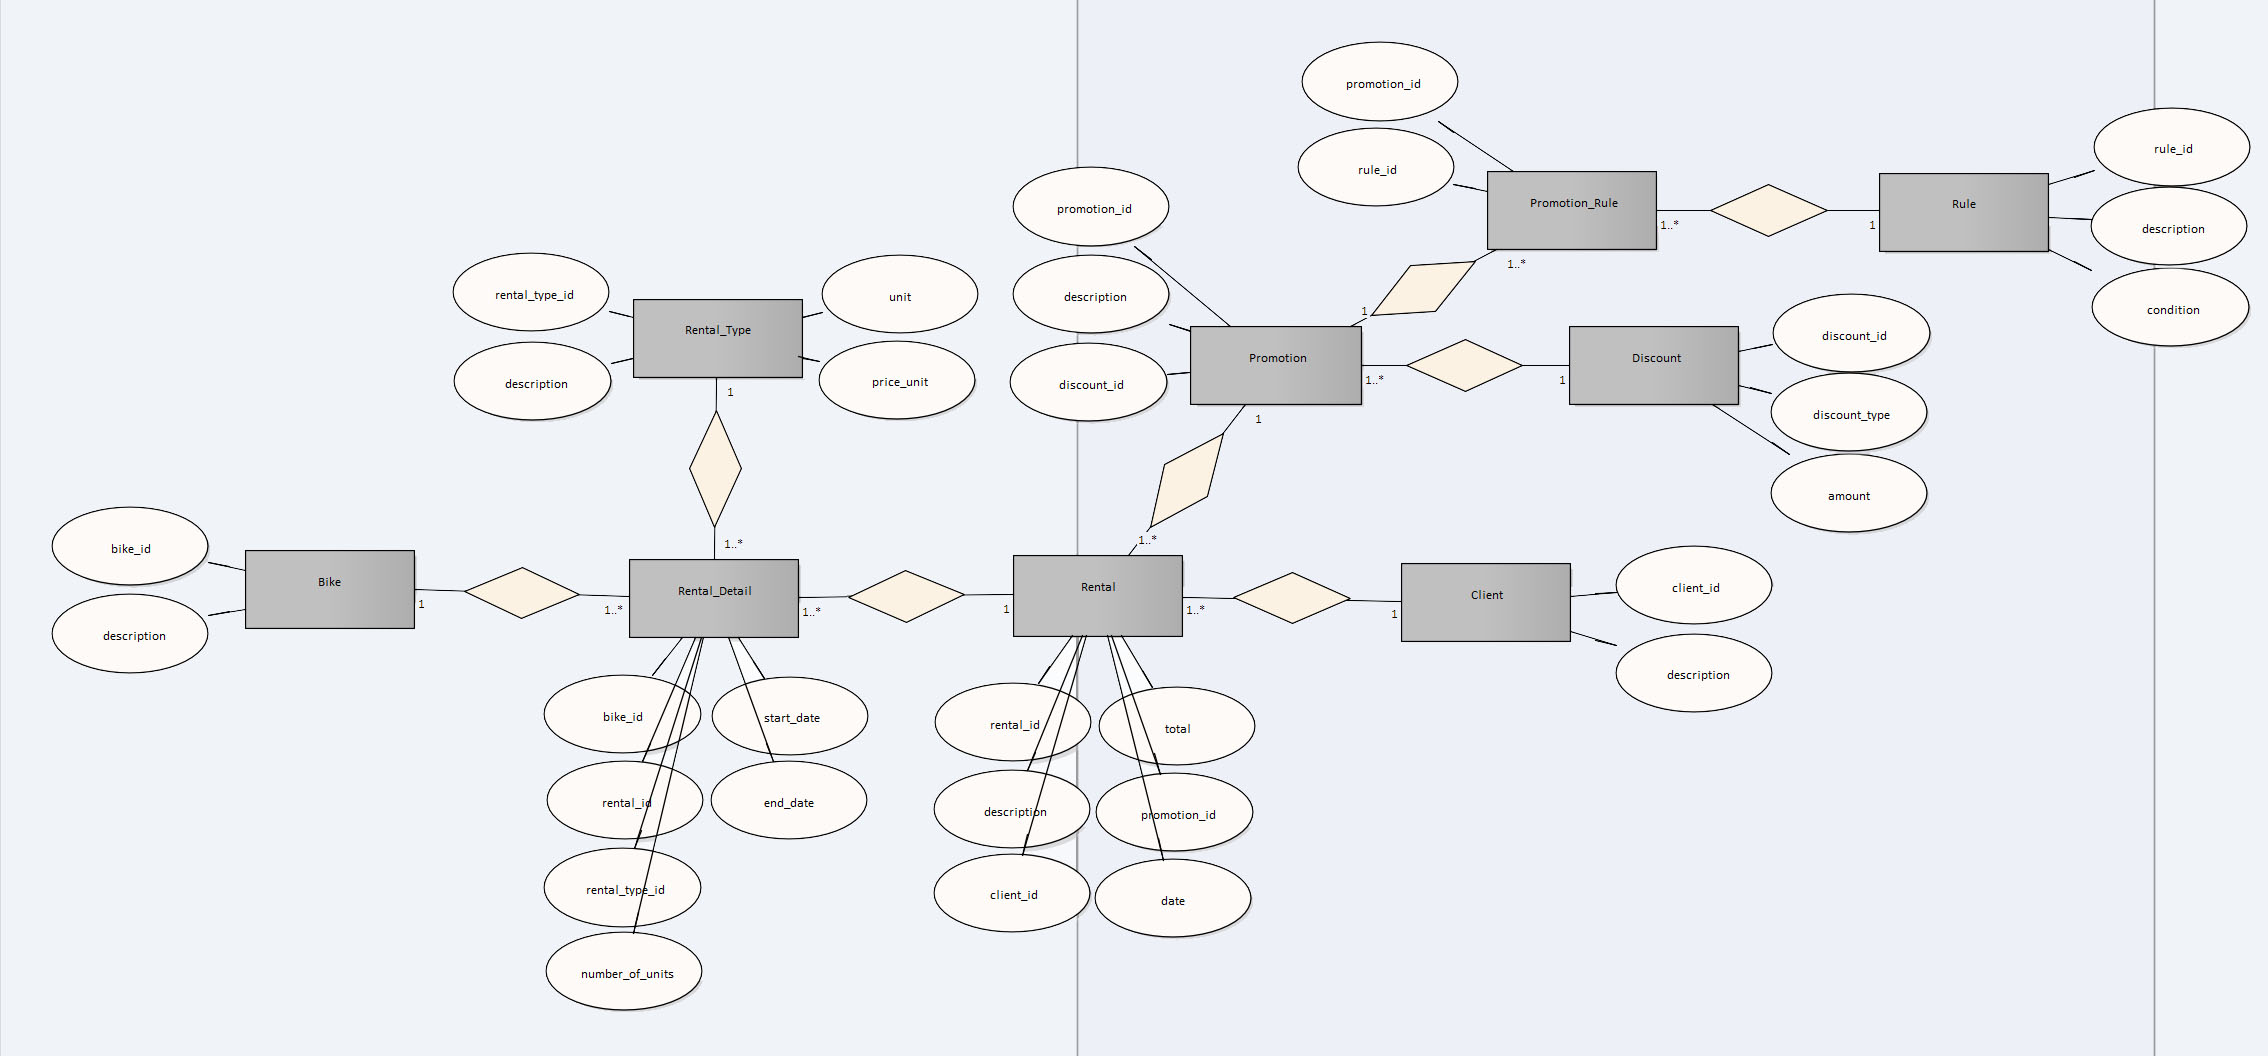 promotion_id
rule_id
Promotion_Rule
1..*
1
Rule
rule_id
description
condition
1..*
1
promotion_id
description
discount_id
Promotion
1..*
1
Discount
discount_id
discount_type
amount
1
rental_type_id
description
Rental_Type
unit
price_unit
1
1..*
1..*
bike_id
description
Bike
1
1..*
Rental_Detail
1..*
1
Rental
1..*
1
Client
client_id
description
bike_id
start_date
rental_id
end_date
rental_type_id
number_of_units
rental_id
total
description
promotion_id
client_id
date